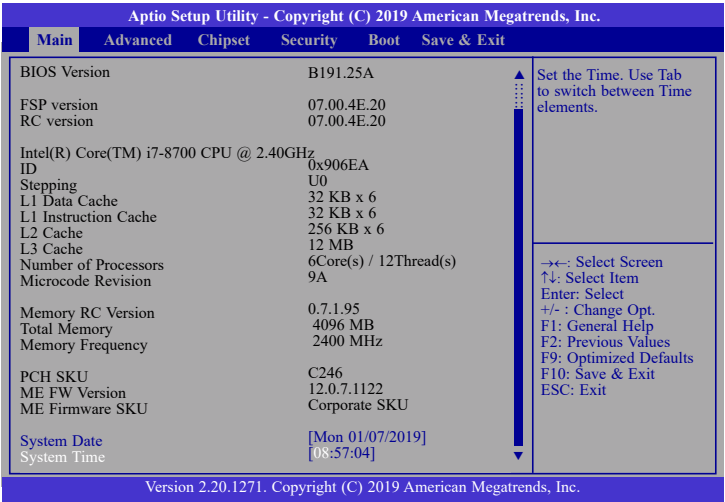 Aptio Setup Utility - Copyright (C) 2019 American Megatrends, Inc.
Main Advanced Chipset Security Boot Save & Exit
BIOS Version B191.25A
FSP version 07.00.4E.20
RC version 07.00.4E.20
Intel(R) Core(TM) i7-8700 CPU @ 2.40GHz
ID 0x906EA
Stepping U0
L1 Data Cache 32 KB x 6
L1 Instruction Cache 32 KB x 6
L2 Cache 256 KB x 6
L3 Cache 12 MB
Number of Processors 6Core(s) / 12Thread(s)
Microcode Revision 9A
Memory RC Version 0.7.1.95
Total Memory 4096 MB
Memory Frequency 2400 MHz
PCH SKU C246
ME FW Version 12.0.7.1122
ME Firmware SKU Corporate SKU
System Date [Mon 01/07/2019]
System Time [08:57:04]
Set the Time. Use Tab
to switch between Time
elements.
→←: Select Screen
↑↓: Select Item
Enter: Select
+/- : Change Opt.
F1: General Help
F2: Previous Values
F9: Optimized Defaults
F10: Save & Exit
ESC: Exit
Version 2.20.1271. Copyright (C) 2019 American Megatrends, Inc.